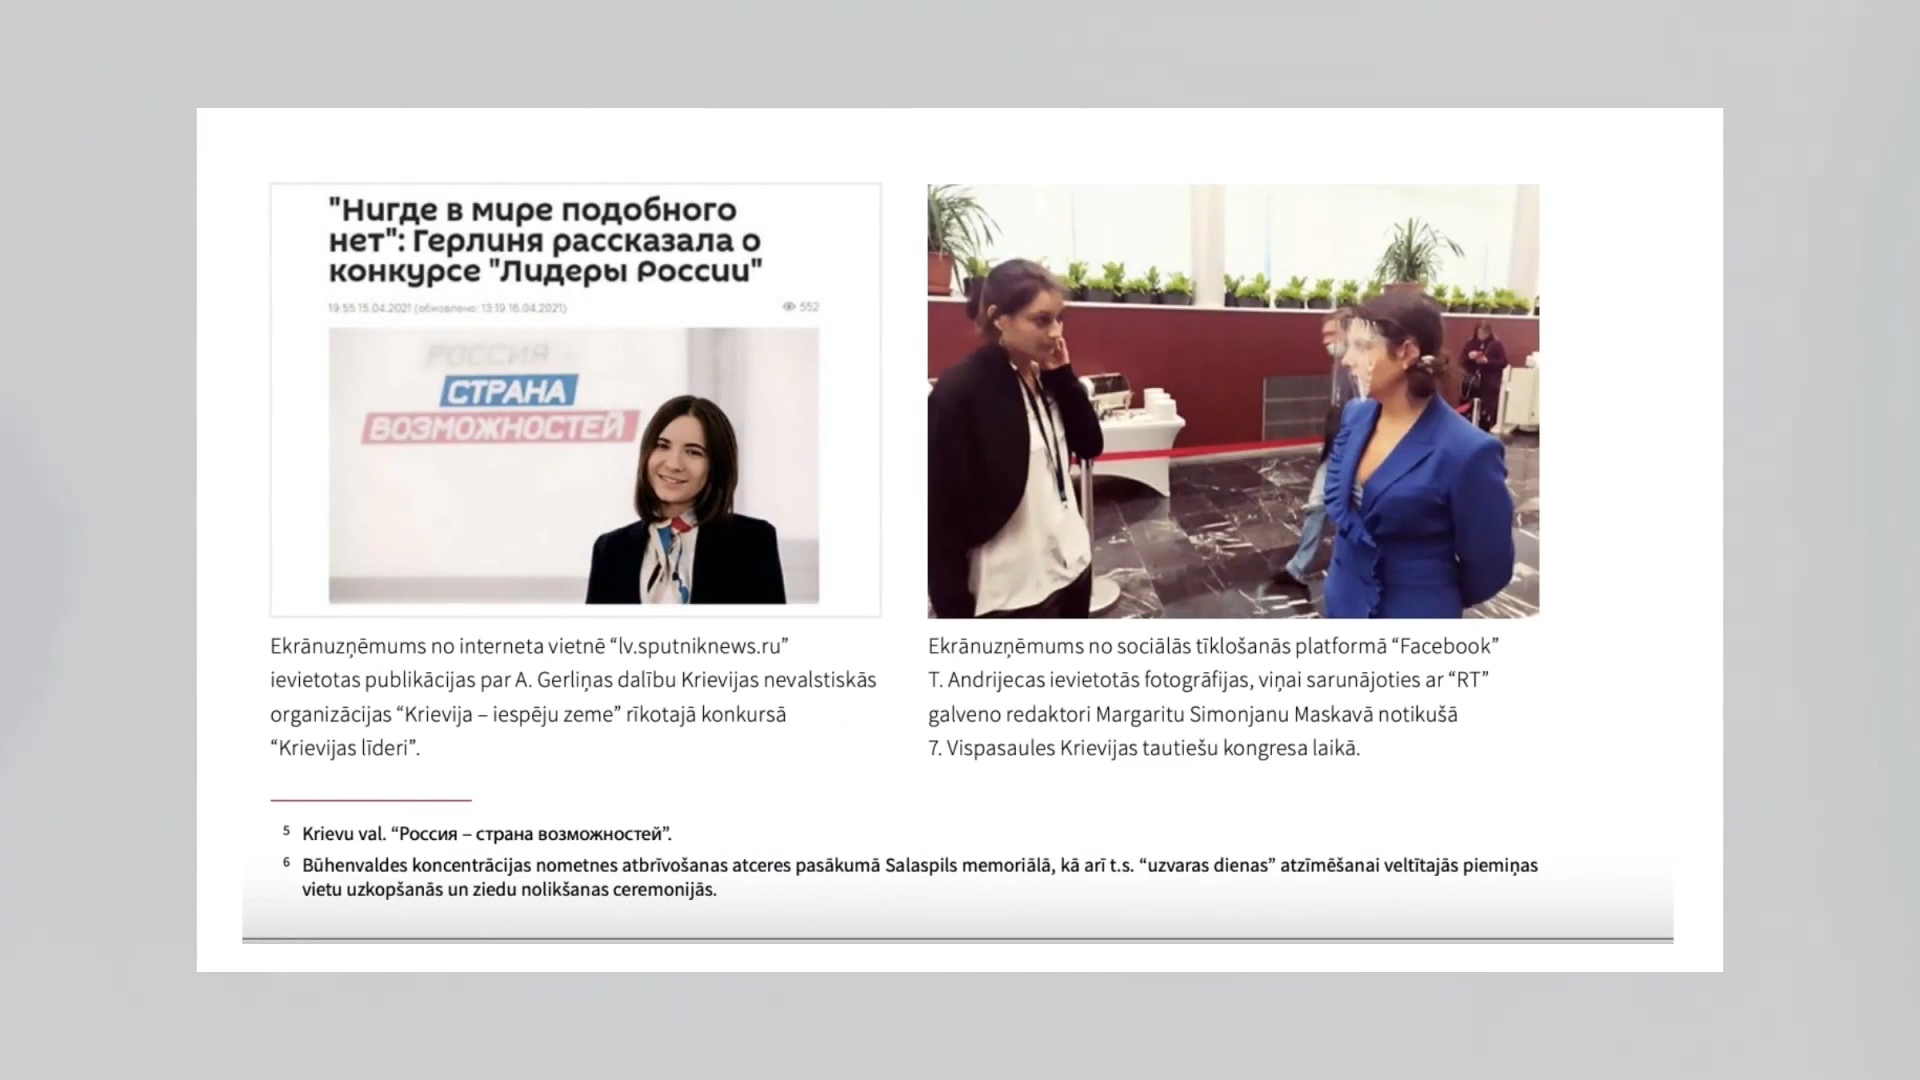 "Нигде в мире подобного
нет": Герлиня рассказала о
конкурсе "Лидеры России"
19:55 15.04.2021 (обновлено: 13:19 16.04.2021)
552
РОССИЯ –
СТРАНА
ВОЗМОЖНОСТЕЙ
Ekrānuzņēmums no interneta vietnē “lv.sputniknews.ru”
ievietotas publikācijas par A. Gerliņas dalību Krievijas nevalstiskās
organizācijas “Krievija – iespēju zeme” rīkotajā konkursā
“Krievijas līderi”.
Ekrānuzņēmums no sociālās tīklošanās platformā “Facebook”
T. Andrijecas ievietotās fotogrāfijas, viņai sarunājoties ar “RT”
galveno redaktori Margaritu Simonjanu Maskavā notikušā
7. Vispasaules Krievijas tautiešu kongresa laikā.
5 Krievu val. “Россия – страна возможностей”.
6 Būhenvaldes koncentrācijas nometnes atbrīvošanas atceres pasākumā Salaspils memoriālā, kā arī t.s. “uzvaras dienas” atzīmēšanai veltītajās piemiņas
vietu uzkopšanās un ziedu nolikšanas ceremonijās.